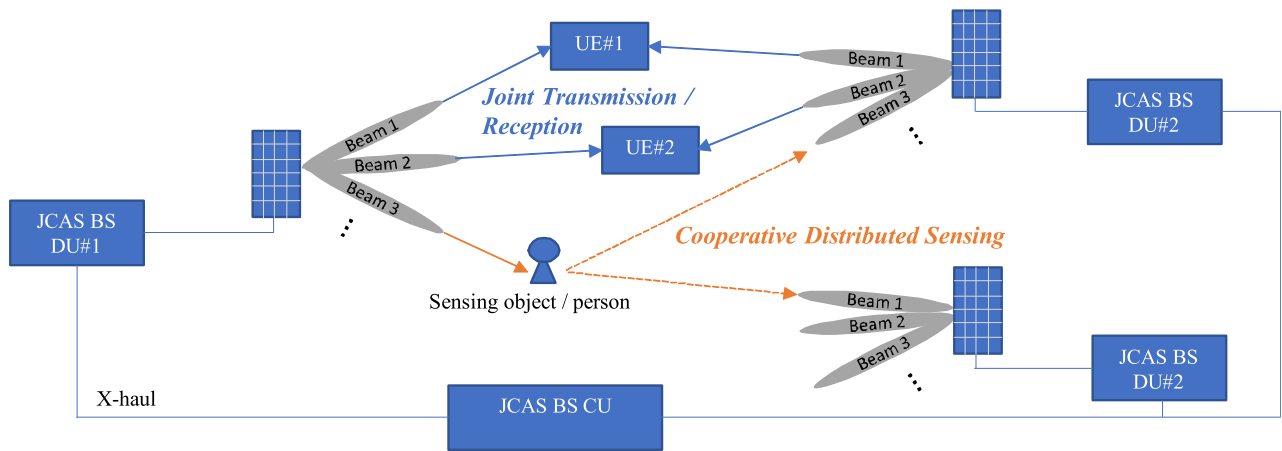 UE#1
Beam 1
Beam 2
Beam 3
...
JCAS BS
DU#2
Joint Transmission /
Reception
UE#2
Beam 1
Beam 2
Beam 3
...
JCAS BS
DU#1
Cooperative Distributed Sensing
Sensing object / person
Beam 1
Beam 2
Beam 3
...
JCAS BS
DU#2
X-haul
JCAS BS CU